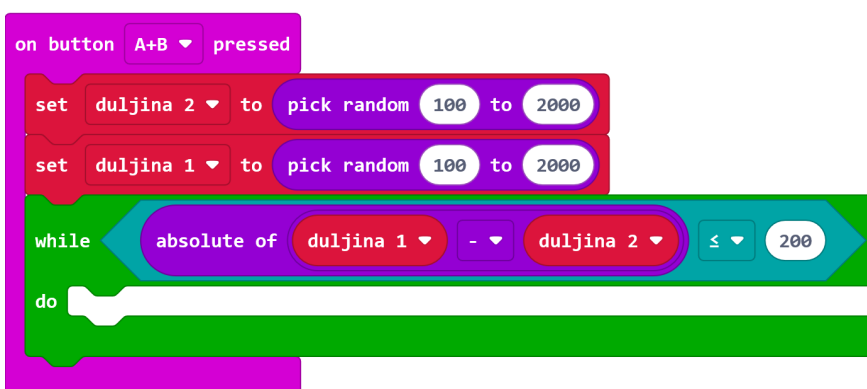 on button A+B pressed
set duljina 2 to pick random 100 to 2000
set duljina 1 to pick random 100 to 2000
while absolute of duljina 1 - duljina 2 ≤ 200
do